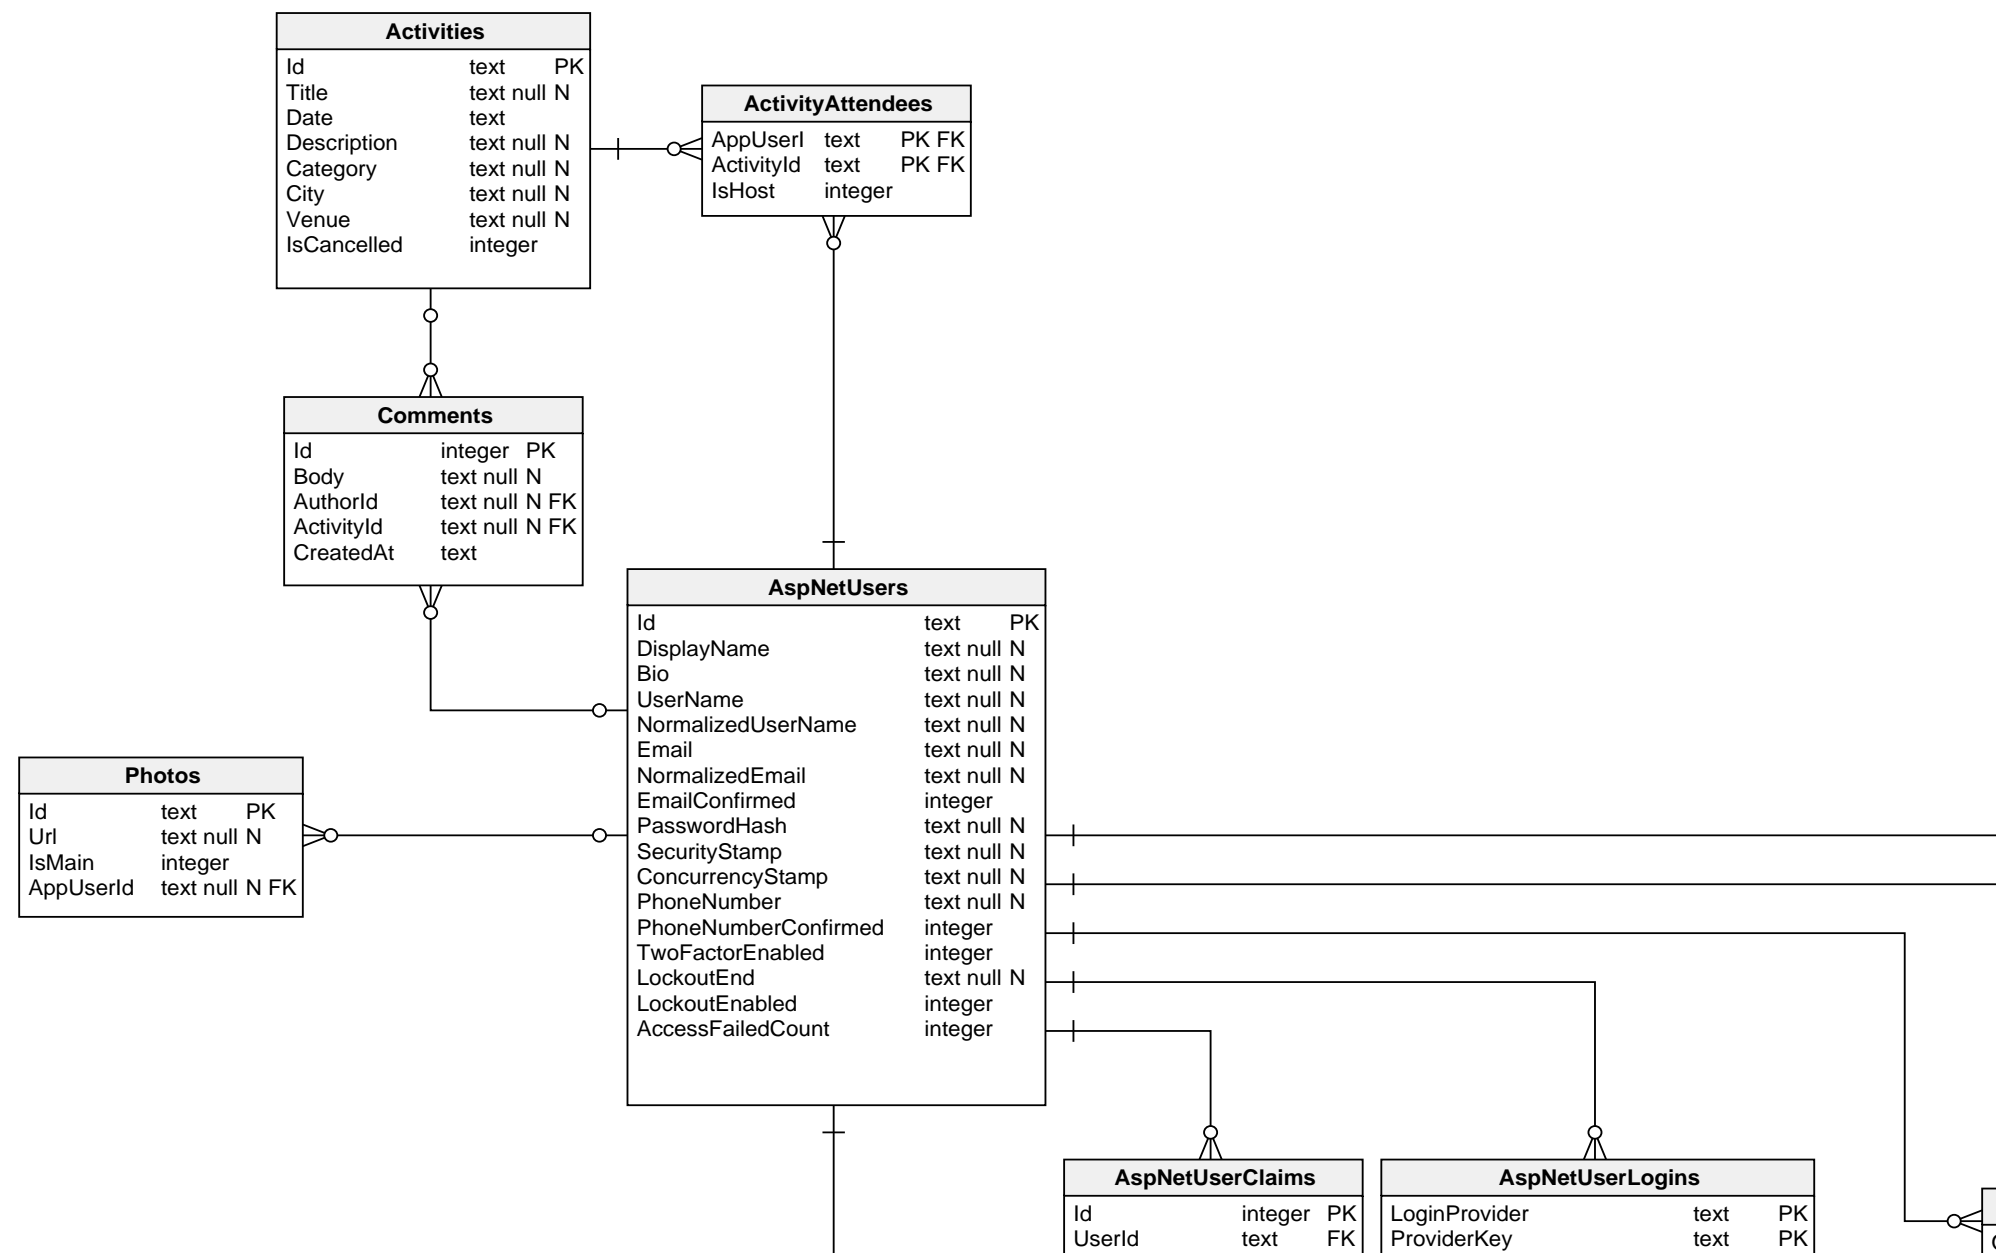 Activities
Id text PK
Title text null N
Date text
Description text null N
Category text null N
City text null N
Venue text null N
IsCancelled integer
ActivityAttendees
AppUserI text PK FK
ActivityId text PK FK
IsHost integer
Comments
Id integer PK
Body text null N
AuthorId text null N FK
ActivityId text null N FK
CreatedAt text
AspNetUsers
Id text PK
DisplayName text null N
Bio text null N
UserName text null N
NormalizedUserName text null N
Email text null N
NormalizedEmail text null N
EmailConfirmed integer
PasswordHash text null N
SecurityStamp text null N
ConcurrencyStamp text null N
PhoneNumber text null N
PhoneNumberConfirmed integer
TwoFactorEnabled integer
LockoutEnd text null N
LockoutEnabled integer
AccessFailedCount integer
Photos
Id text PK
Url text null N
IsMain integer
AppUserId text null N FK
AspNetUserClaims
Id integer PK
UserId text FK
AspNetUserLogins
LoginProvider text PK
ProviderKey text PK